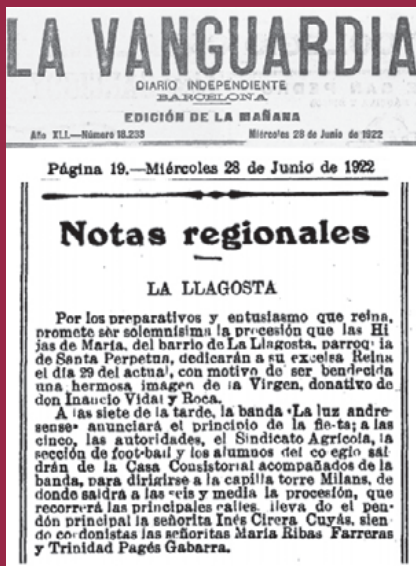 LA VANGUARDIA
DIARIO INDEPENDIENTE
BARCELONA
EDICIÓN DE LA MAÑANA
Año XLI.—Número 18.233 Miércoles 28 de Junio de 1922
Página 19.—Miércoles 28 de Junio de 1922
Notas regionales
LA LLAGOSTA
Por los preparativos y entusiasmo que reina,
promete ser solemnísima la procesión que las Hi
jas de María, del barrio de La Llagosta, parroq ia
de Santa Perpetua, dedicarán a su excelsa Reina
el día 29 del actual, con motivo de ser bendecida
una hermosa imagen de la Virgen, donativo de
don Inacio Vidal y Roca.
A las siete de la tarde, la banda «La luz andre
sense» anunciará el principio de la fie-ta; a las
cinco, las autoridades, el Sindicato Agrícola, la
sección de foot-ball y los alumnos del co egio sal
drán de la Casa Consistorial acompañados de la
banda, para dirigirse a la capilla torre Milans, de
donde saldrá a las seis y media la procesión, que
recorrerá las principales calles, lleva do el pen
dón principal la señorita Inés Cirera Cuyás, sien
do cordonistas las señoritas María Ribas Farreras
y Trinidad Pagés Gabarra.